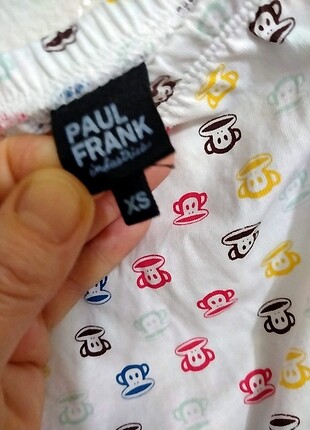 PAUL
FRANK
industries
XS